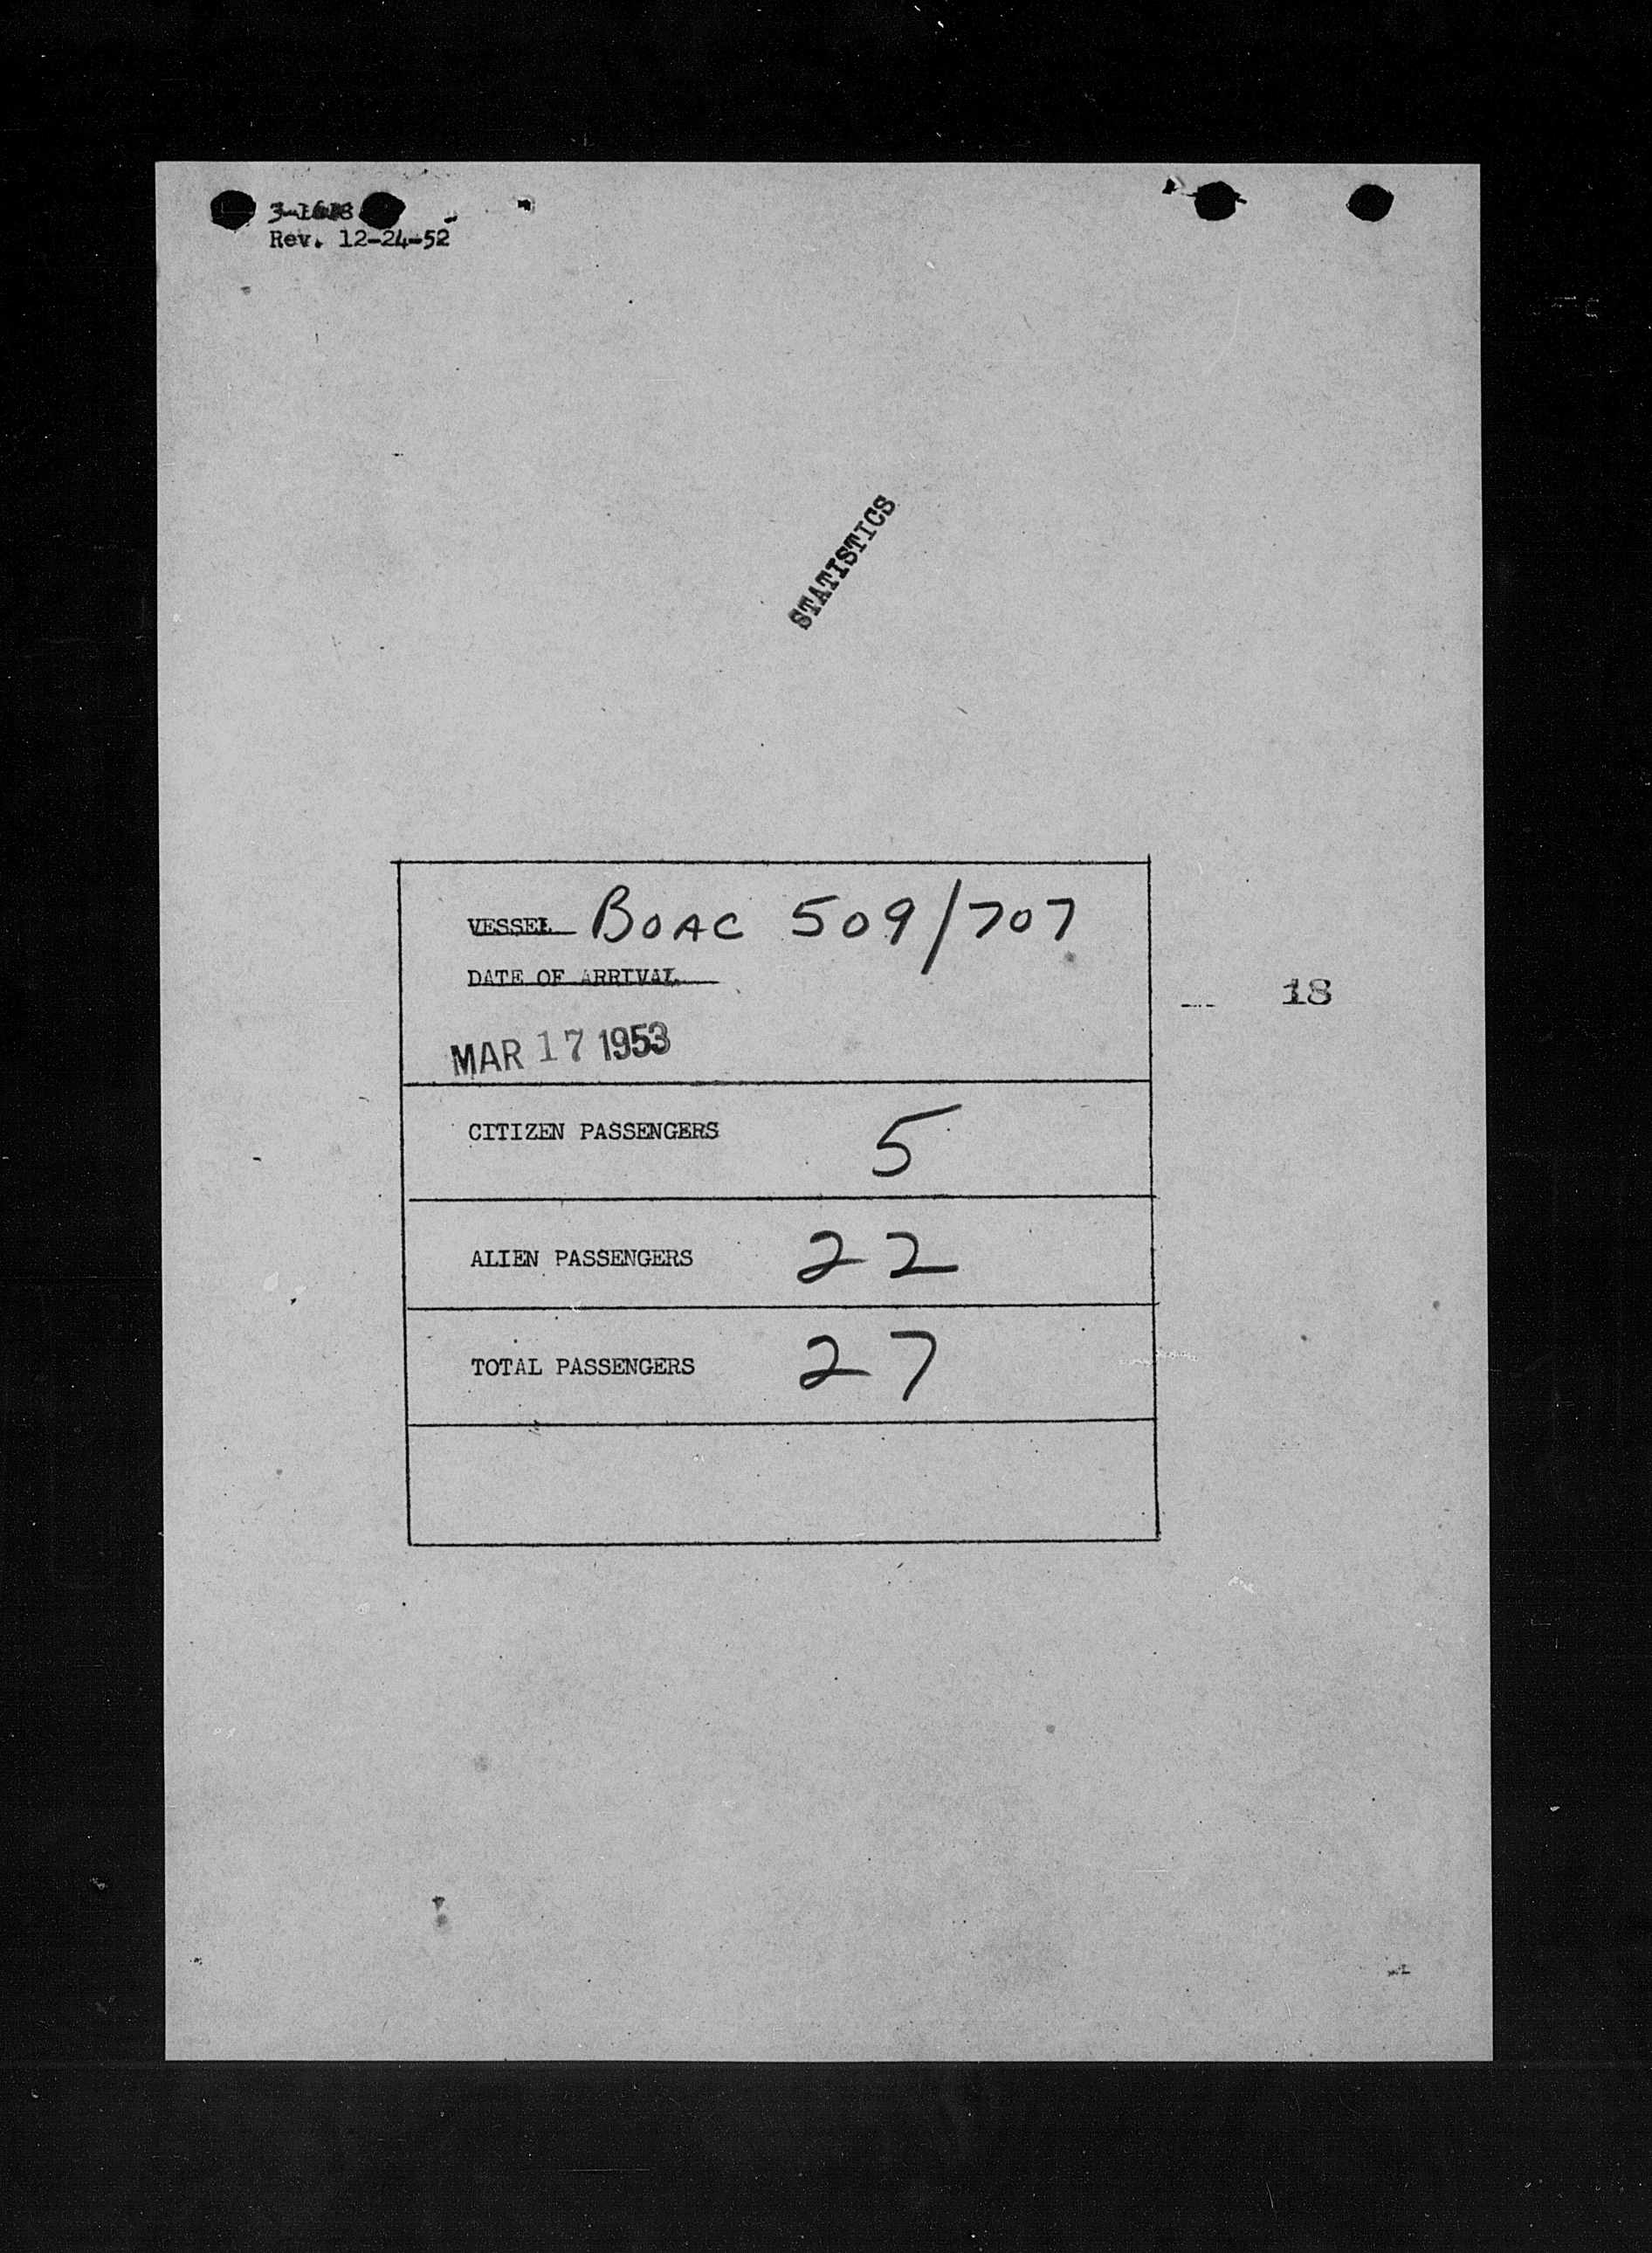 Rev. 12-24-52
STATISTICS
VESSEL BOAC 509/707
DATE OF ARRIVAL
18
MAR 17 1953
CITIZEN PASSENGERS 5
ALIEN PASSENGERS 22
TOTAL PASSENGERS 27